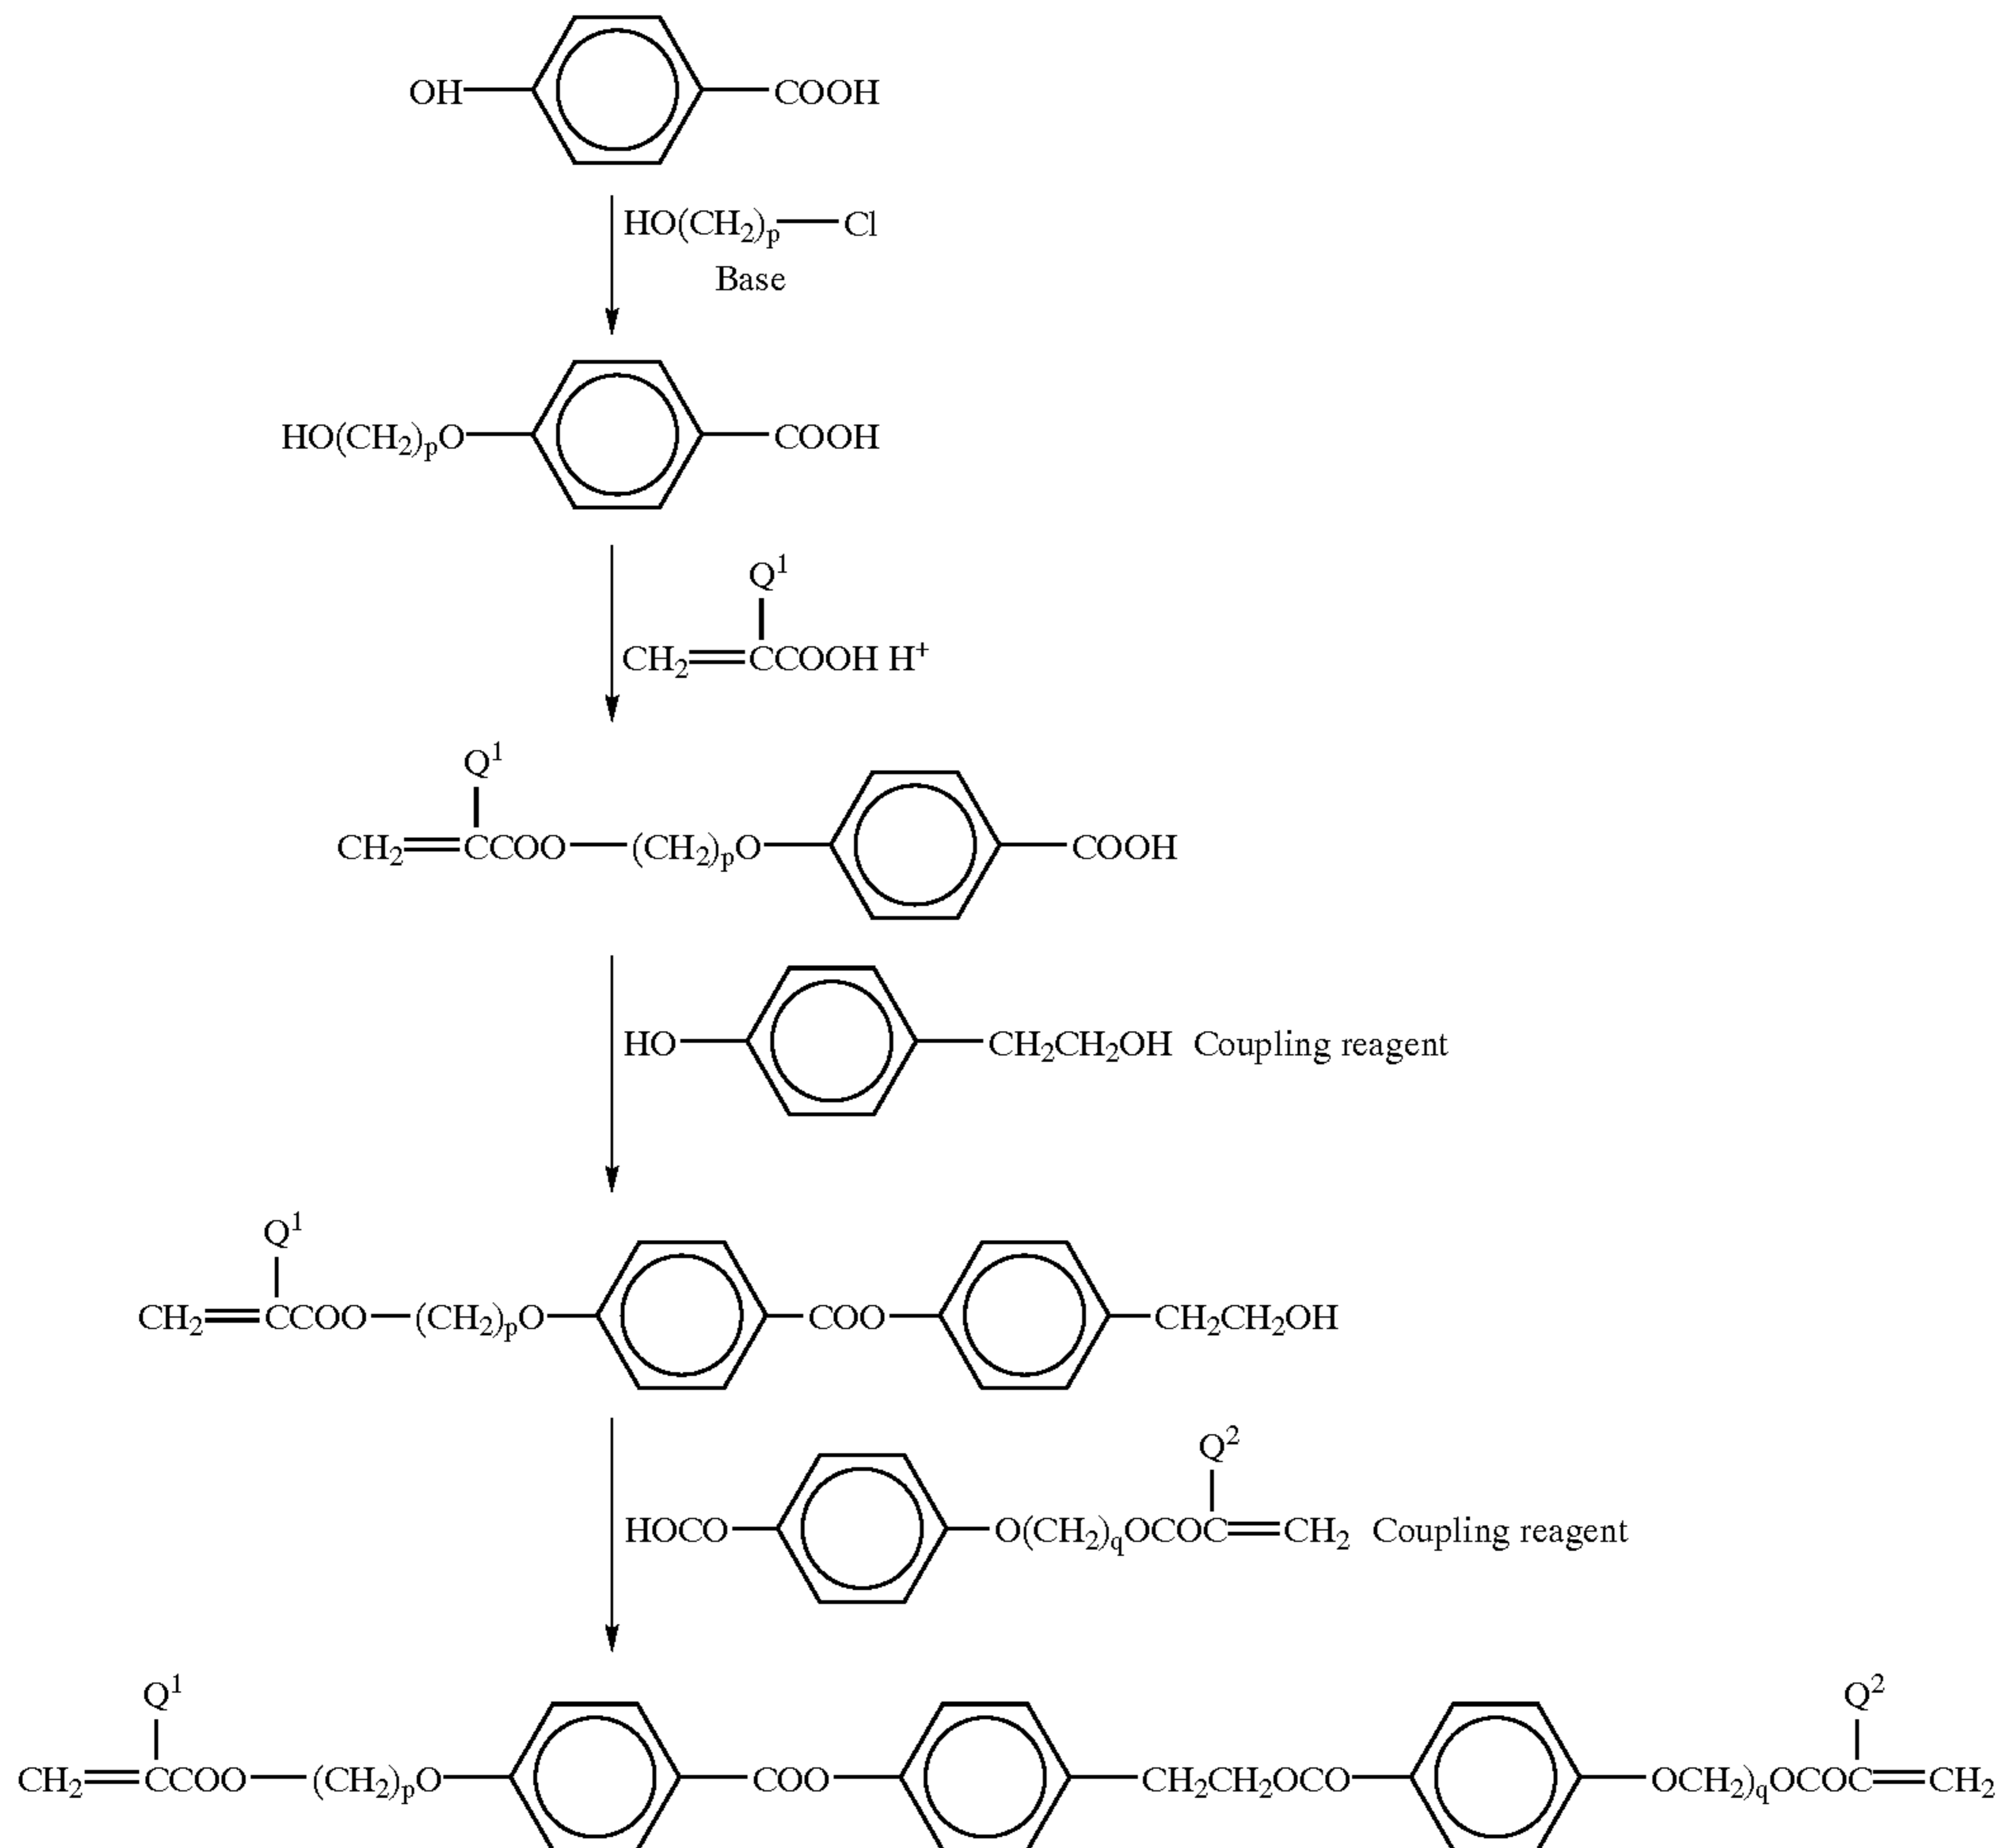 OH COOH
HO(CH₂)ₚ—Cl
Base
HO(CH₂)ₚO COOH
Q¹
CH₂=CCOOH H⁺
Q¹
CH₂=CCOO—(CH₂)ₚO COOH
HO CH₂CH₂OH Coupling reagent
Q¹
CH₂=CCOO—(CH₂)ₚO COO CH₂CH₂OH
Q²
HOCO O(CH₂)qOCOC=CH₂ Coupling reagent
Q¹ Q²
CH₂=CCOO—(CH₂)ₚO COO CH₂CH₂OCO OCH₂)qOCOC=CH₂